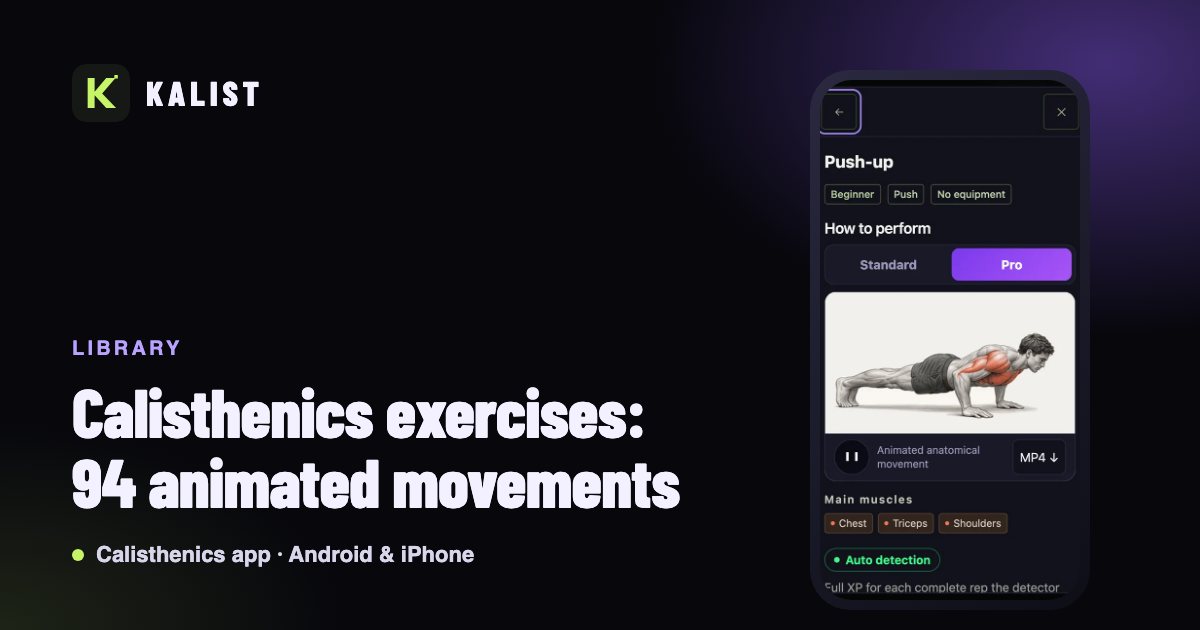 KALIST
LIBRARY
Calisthenics exercises:
94 animated movements
Calisthenics app · Android & iPhone
←
×
Push-up
Beginner
Push
No equipment
How to perform
Standard
Pro
Animated anatomical
movement
MP4 ↓
Main muscles
• Chest
• Triceps
• Shoulders
Auto detection
Full XP for each complete rep the detector